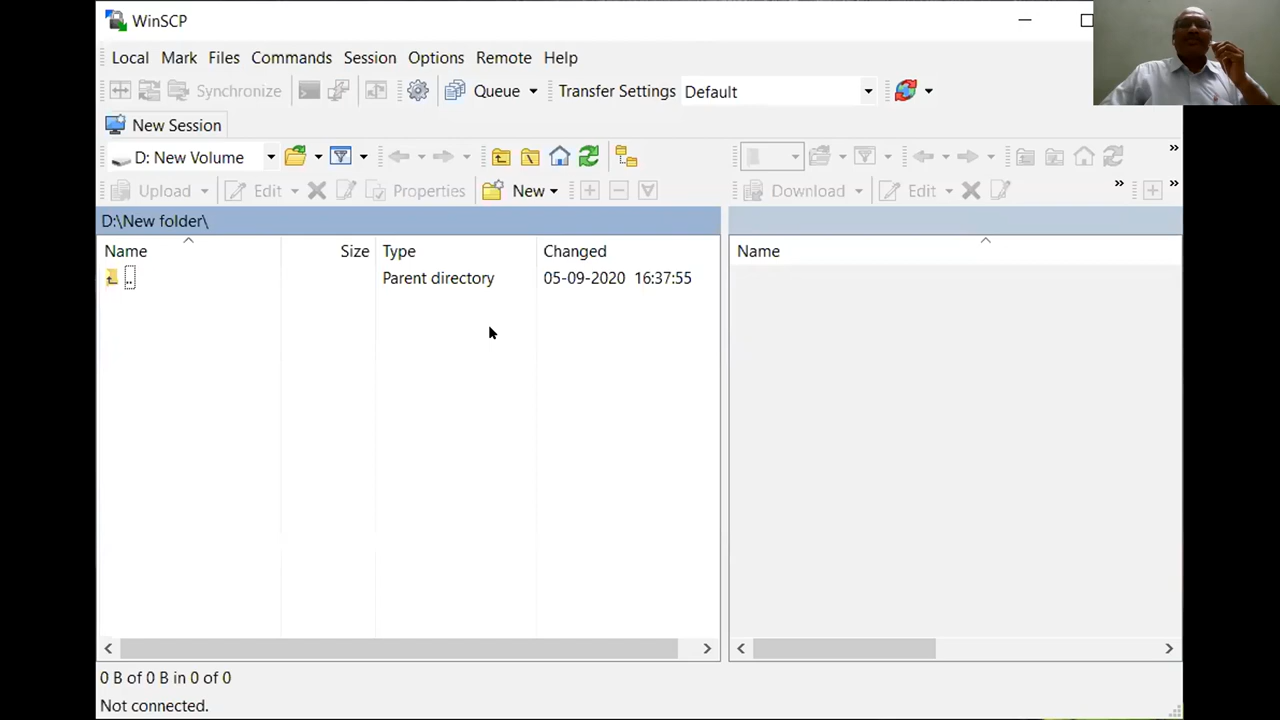 WinSCP
Local Mark Files Commands Session Options Remote Help
Synchronize Queue Transfer Settings Default
New Session
D: New Volume
Upload Edit Properties New Download Edit
D:\New folder\
Name Size Type Changed Name
.. Parent directory 05-09-2020 16:37:55
0 B of 0 B in 0 of 0
Not connected.